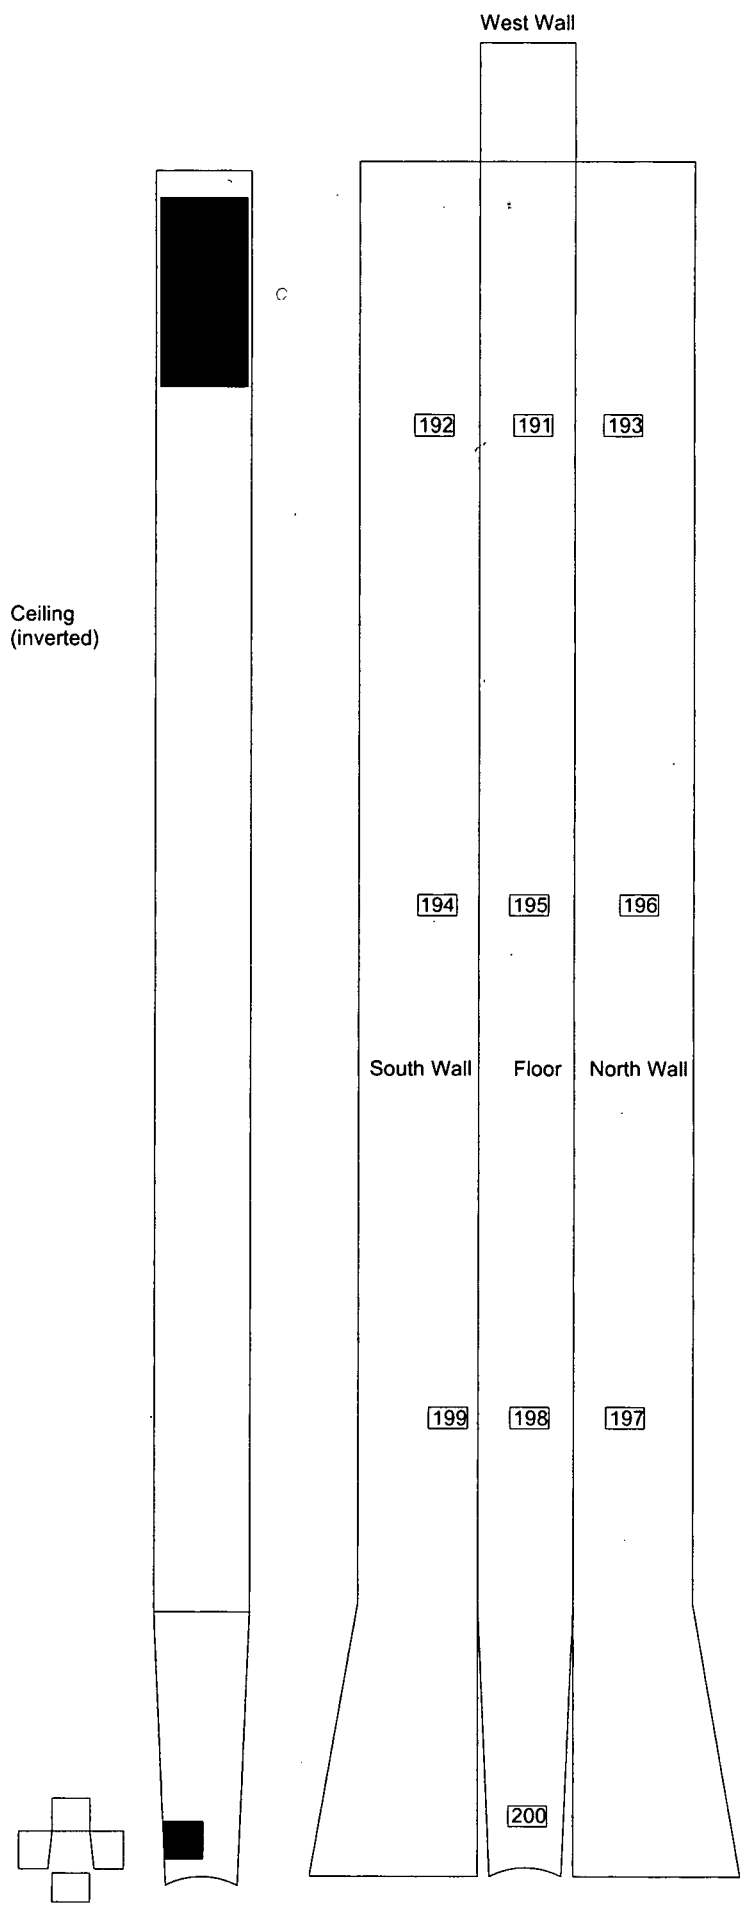 West Wall
192 191 193
Ceiling
(inverted)
194 195 196
South Wall Floor North Wall
199 198 197
200